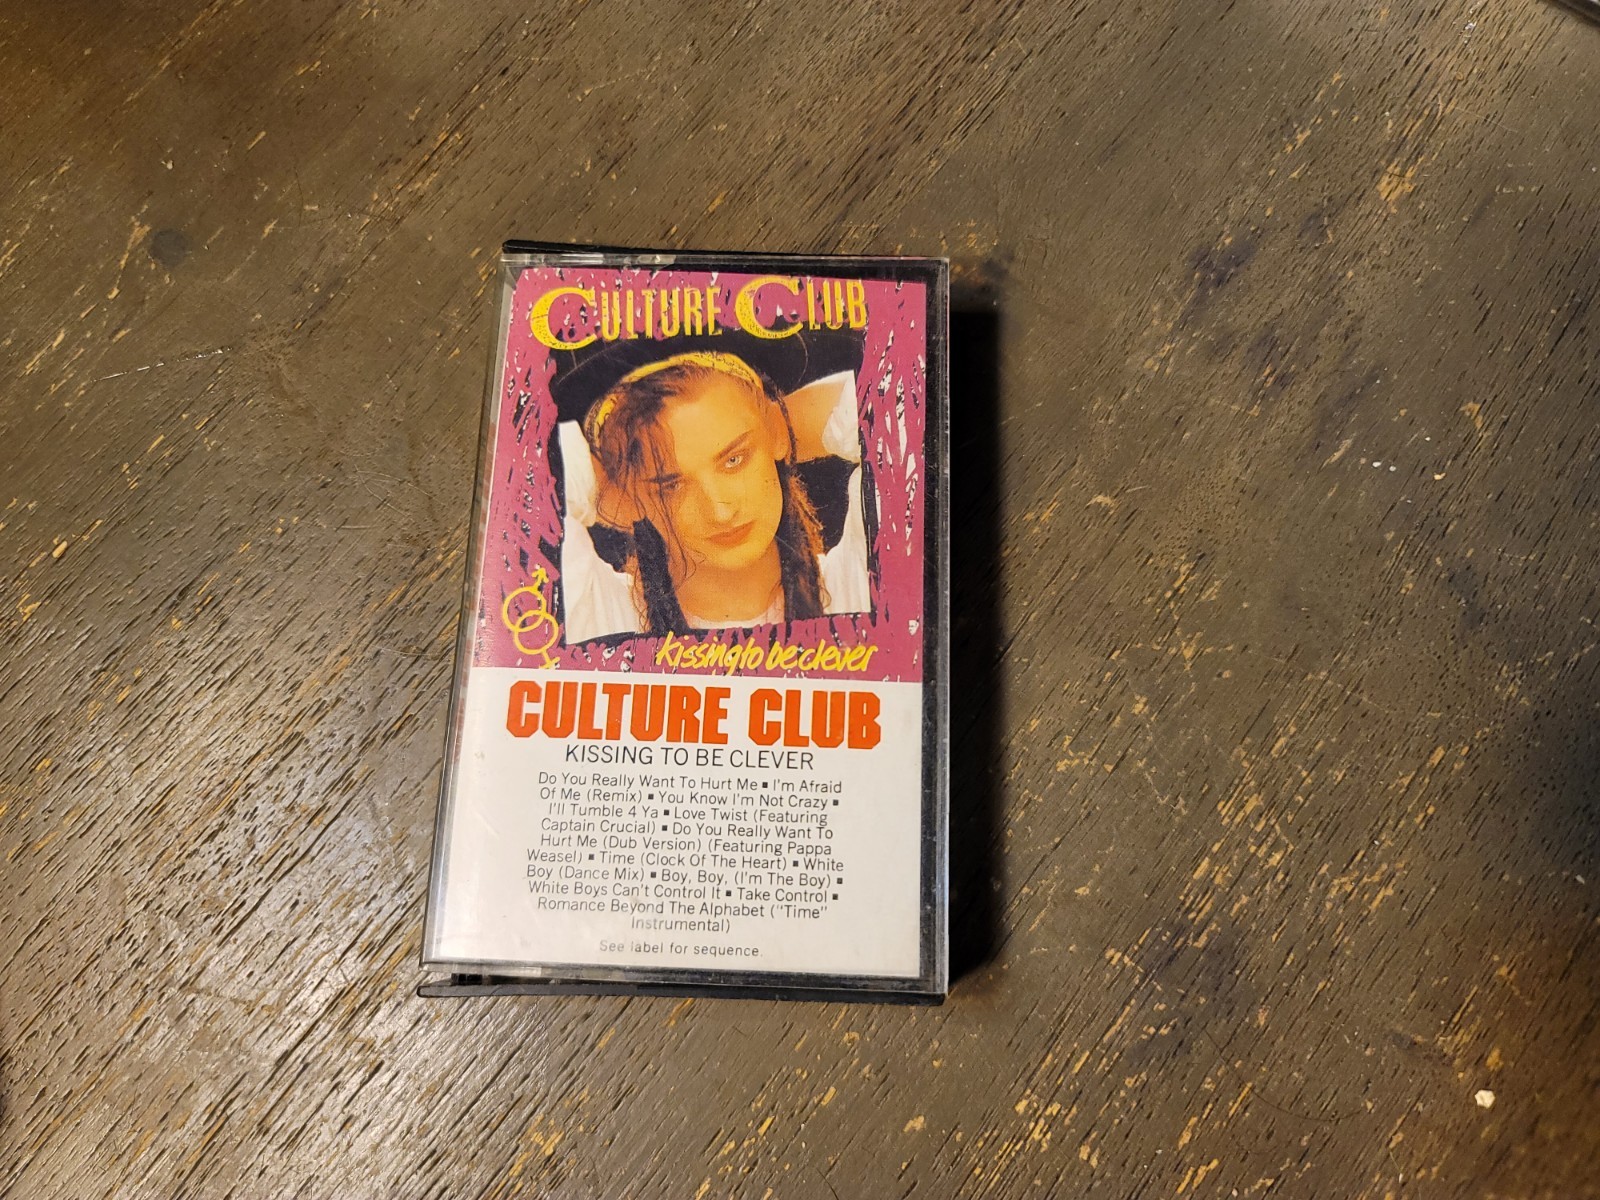 CULTURE CLUB
kissing to be clever
CULTURE CLUB
KISSING TO BE CLEVER
Do You Really Want To Hurt Me ▪ I'm Afraid
Of Me (Remix) ▪ You Know I'm Not Crazy ▪
I'll Tumble 4 Ya ▪ Love Twist (Featuring
Captain Crucial) ▪ Do You Really Want To
Hurt Me (Dub Version) (Featuring Pappa
Weasel) ▪ Time (Clock Of The Heart) ▪ White
Boy (Dance Mix) ▪ Boy, Boy, (I'm The Boy) ▪
White Boys Can't Control It ▪ Take Control ▪
Romance Beyond The Alphabet ("Time"
Instrumental)
See label for sequence.